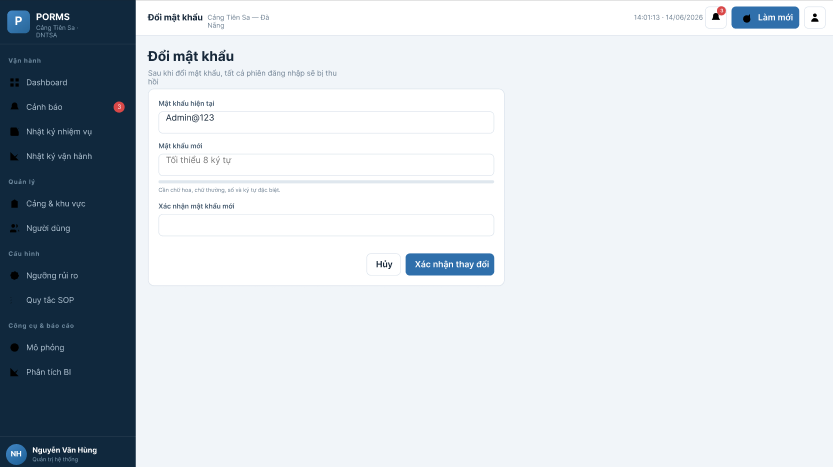 P
PORMS
Cảng Tiên Sa ·
ĐNTSA
Vận hành
Dashboard
Cảnh báo
3
Nhật ký nhiệm vụ
Nhật ký vận hành
Quản lý
Cảng & khu vực
Người dùng
Cấu hình
Ngưỡng rủi ro
Quy tắc SOP
Công cụ & báo cáo
Mô phỏng
Phân tích BI
NH
Nguyễn Văn Hùng
Quản trị hệ thống
Đổi mật khẩu
Cảng Tiên Sa — Đà
Nẵng
14:01:13 · 14/06/2026
3
Làm mới
Đổi mật khẩu
Sau khi đổi mật khẩu, tất cả phiên đăng nhập sẽ bị thu
hồi
Mật khẩu hiện tại
Admin@123
Mật khẩu mới
Tối thiểu 8 ký tự
Cần chữ hoa, chữ thường, số và ký tự đặc biệt.
Xác nhận mật khẩu mới
Hủy
Xác nhận thay đổi